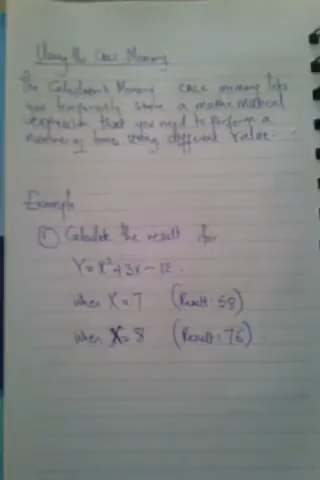 Using the CALC Memory
The Calculator's Memory CALC memory lets
you temporarily store a mathematical
expression that you need to perform a
number of times using different value.
Example
① Calculate the result for
Y = x² + 3x - 12.
when X = 7 (Result: 58)
when X = 8 (Result: 76)